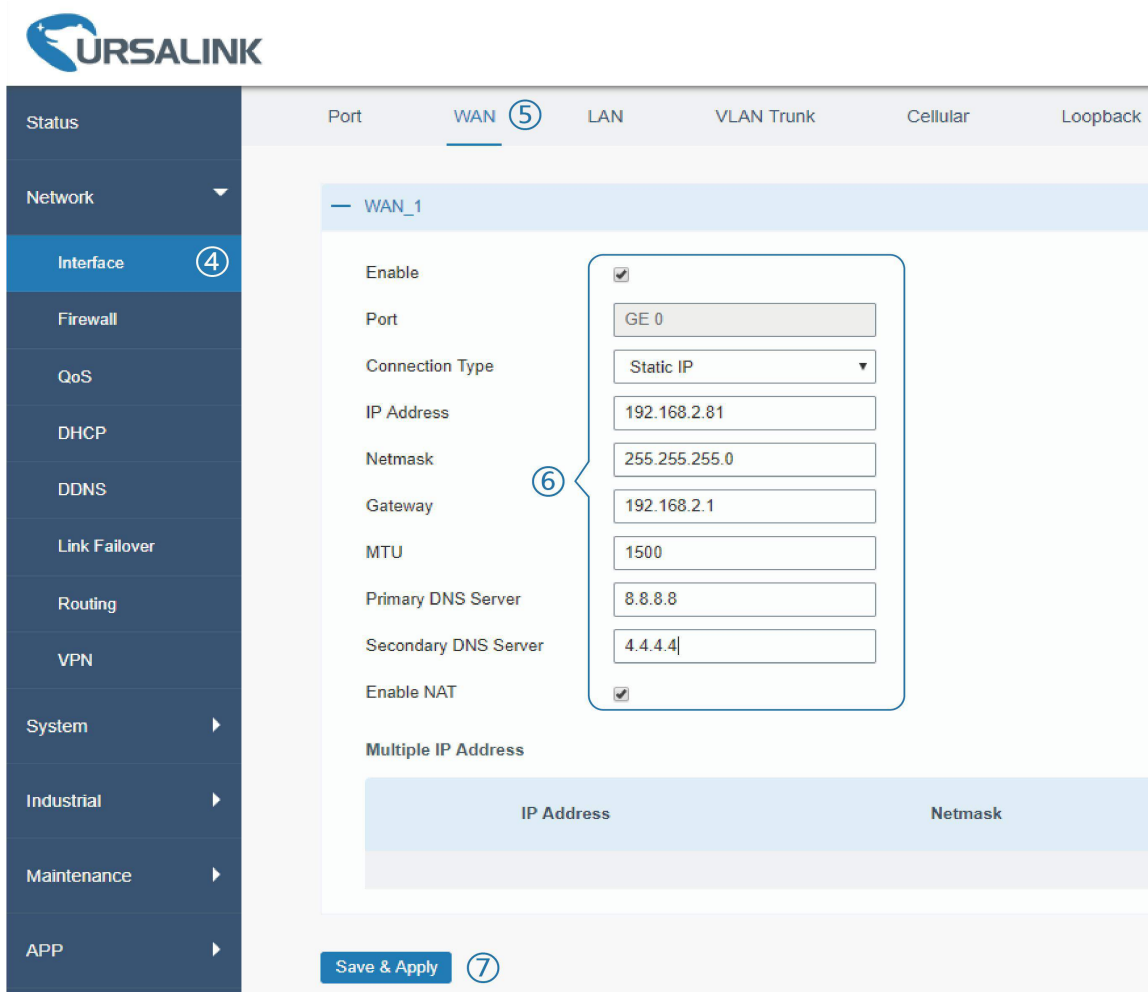 URSALINK
Status
Network
Interface ④
Firewall
QoS
DHCP
DDNS
Link Failover
Routing
VPN
System
Industrial
Maintenance
APP
Port WAN ⑤ LAN VLAN Trunk Cellular Loopback
WAN_1
Enable
Port GE 0
Connection Type Static IP
IP Address 192.168.2.81
Netmask 255.255.255.0
⑥
Gateway 192.168.2.1
MTU 1500
Primary DNS Server 8.8.8.8
Secondary DNS Server 4.4.4.4
Enable NAT
Multiple IP Address
IP Address Netmask
Save & Apply ⑦